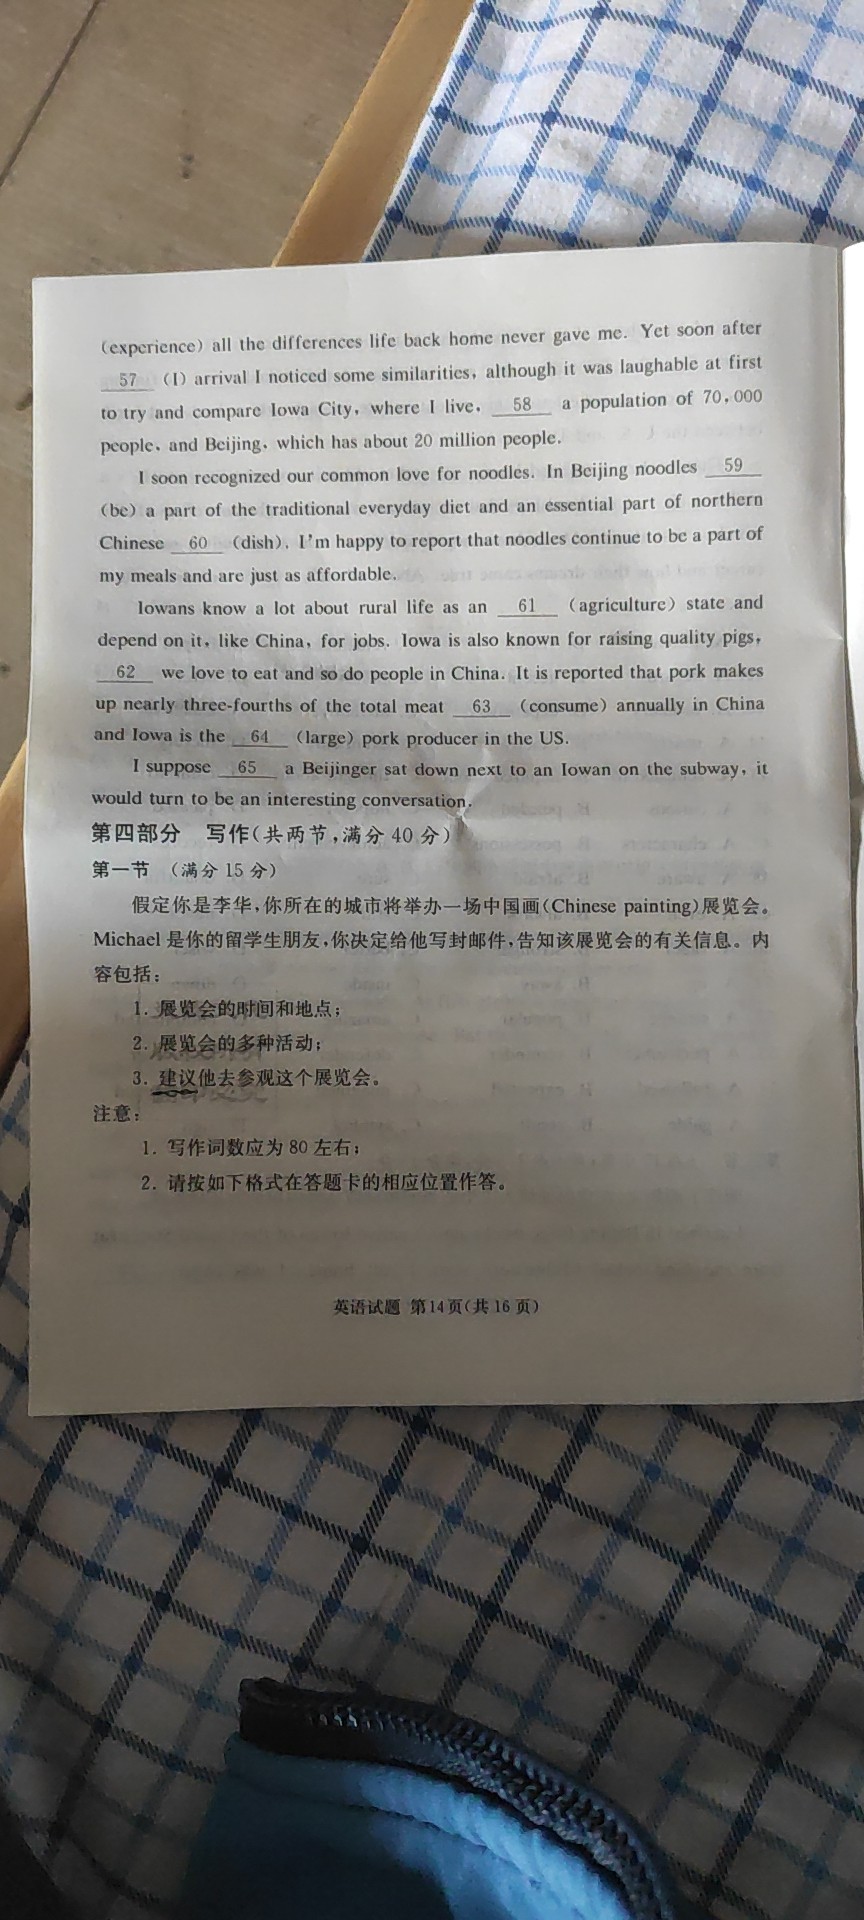 (experience) all the differences life back home never gave me. Yet soon after
57 (I) arrival I noticed some similarities, although it was laughable at first
to try and compare Iowa City, where I live, 58 a population of 70,000
people, and Beijing, which has about 20 million people.
I soon recognized our common love for noodles. In Beijing noodles 59
(be) a part of the traditional everyday diet and an essential part of northern
Chinese 60 (dish). I'm happy to report that noodles continue to be a part of
my meals and are just as affordable.
Iowans know a lot about rural life as an 61 (agriculture) state and
depend on it, like China, for jobs. Iowa is also known for raising quality pigs,
62 we love to eat and so do people in China. It is reported that pork makes
up nearly three-fourths of the total meat 63 (consume) annually in China
and Iowa is the 64 (large) pork producer in the US.
I suppose 65 a Beijinger sat down next to an Iowan on the subway, it
would turn to be an interesting conversation.
第四部分 写作(共两节,满分 40 分)
第一节 (满分 15 分)
假定你是李华,你所在的城市将举办一场中国画(Chinese painting)展览会。
Michael 是你的留学生朋友,你决定给他写封邮件,告知该展览会的有关信息。内
容包括:
1. 展览会的时间和地点;
2. 展览会的多种活动;
3. 建议他去参观这个展览会。
注意:
1. 写作词数应为 80 左右;
2. 请按如下格式在答题卡的相应位置作答。
英语试题 第14页(共 16 页)